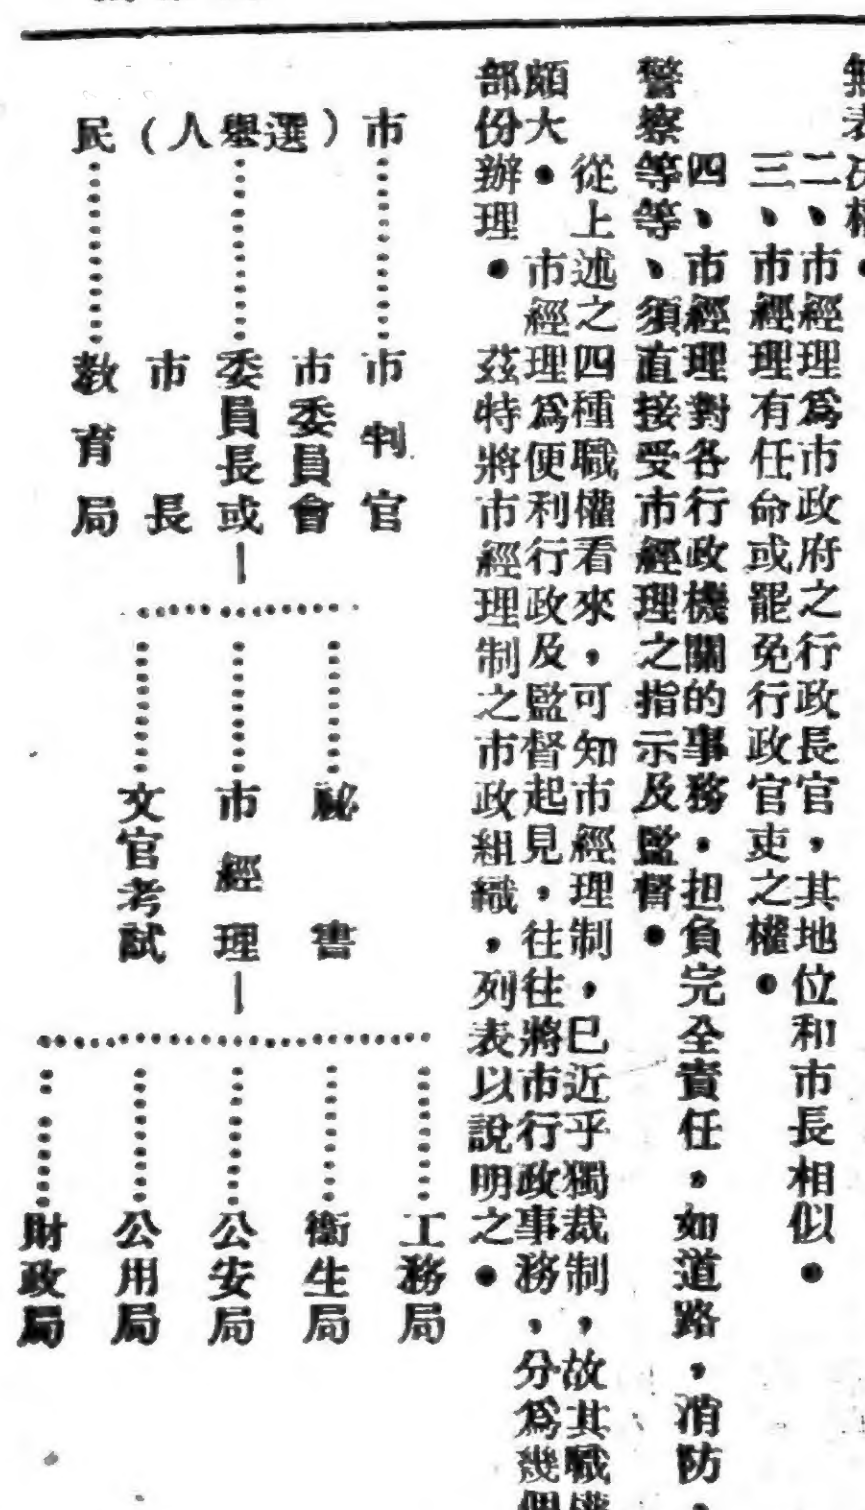 無表決權。
二、市經理爲市政府之行政長官，其地位和市長相似。
三、市經理有任命或罷免行政官吏之權。
四、市經理對各行政機關的事務，担負完全責任，如道路，消防，
警察等等、須直接受市經理之指示及監督。
從上述之四種職權看來，可知市經理制，已近乎獨裁制，故其職權
頗大。市經理爲便利行政及監督起見，往往將市行政事務，分爲幾個
部份辦理。茲特將市經理制之市政組織，列表以說明之。
市（選舉人）民
市判官
市委員會
委員長或
市長
教育局
秘書
市經理
文官考試
工務局
衞生局
公安局
公用局
財政局